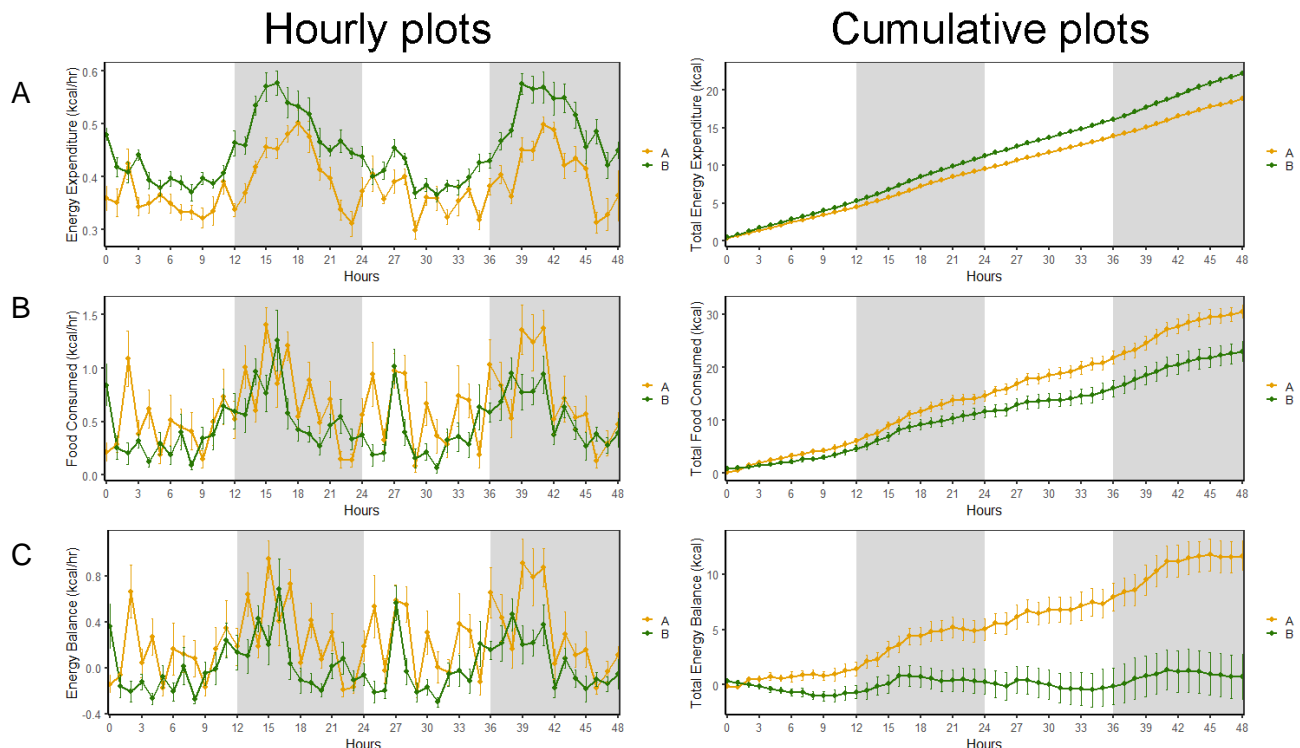 Hourly plots
Cumulative plots
A
Energy Expenditure (kcal/hr)
0.6
0.5
0.4
0.3
0 3 6 9 12 15 18 21 24 27 30 33 36 39 42 45 48
Hours
A
B
Total Energy Expenditure (kcal)
20
15
10
5
0
0 3 6 9 12 15 18 21 24 27 30 33 36 39 42 45 48
Hours
A
B
B
Food Consumed (kcal/hr)
1.5
1.0
0.5
0.0
0 3 6 9 12 15 18 21 24 27 30 33 36 39 42 45 48
Hours
A
B
Total Food Consumed (kcal)
30
20
10
0
0 3 6 9 12 15 18 21 24 27 30 33 36 39 42 45 48
Hours
A
B
C
Energy Balance (kcal/hr)
0.8
0.4
0.0
-0.4
0 3 6 9 12 15 18 21 24 27 30 33 36 39 42 45 48
Hours
A
B
Total Energy Balance (kcal)
10
5
0
0 3 6 9 12 15 18 21 24 27 30 33 36 39 42 45 48
Hours
A
B